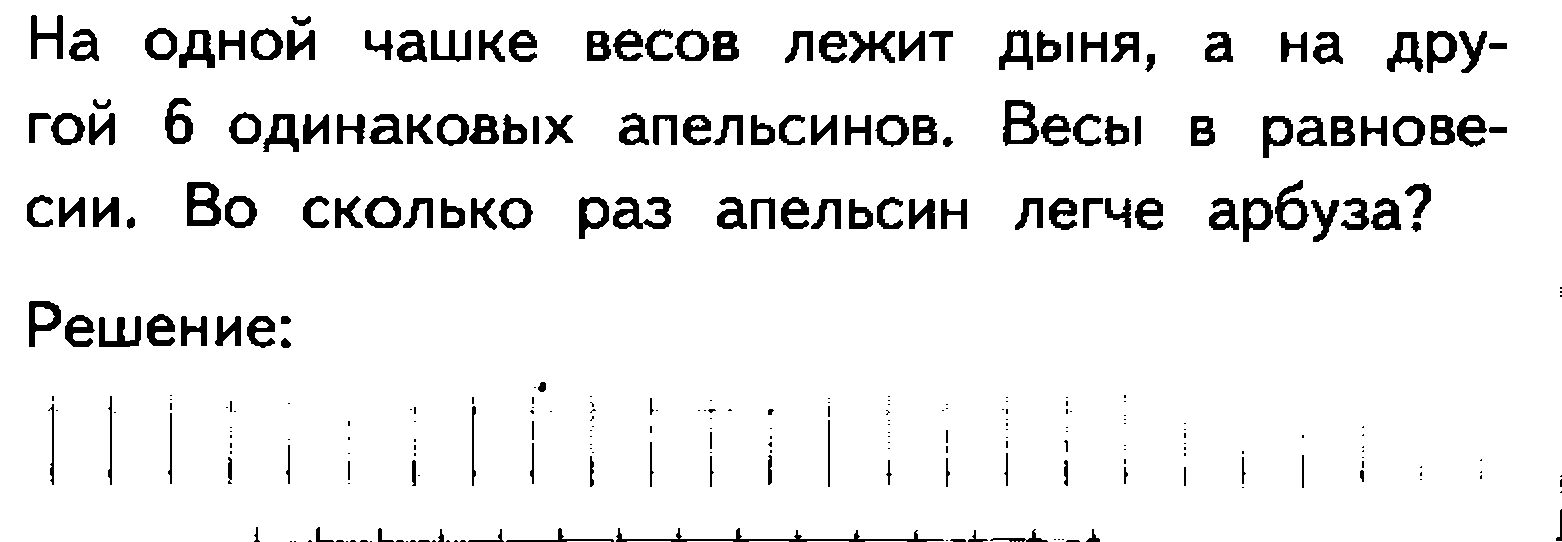 На одной чашке весов лежит дыня, а на дру-
гой 6 одинаковых апельсинов. Весы в равнове-
сии. Во сколько раз апельсин легче арбуза?
Решение: